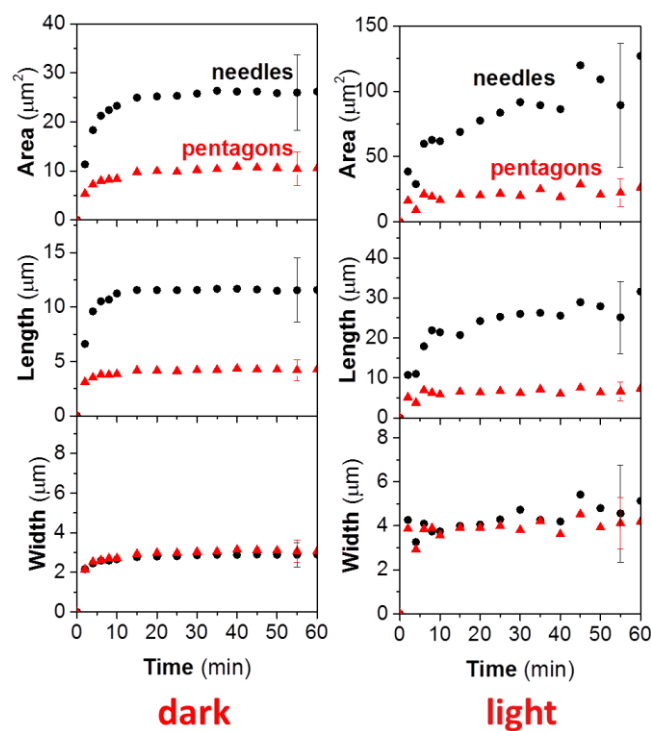 40
30
20
10
0
Area (μm²)
needles
pentagons
150
100
50
0
Area (μm²)
needles
pentagons
15
10
5
0
Length (μm)
40
30
20
10
0
Length (μm)
8
6
4
2
0
Width (μm)
0 10 20 30 40 50 60
Time (min)
8
6
4
2
0
Width (μm)
0 10 20 30 40 50 60
Time (min)
dark
light